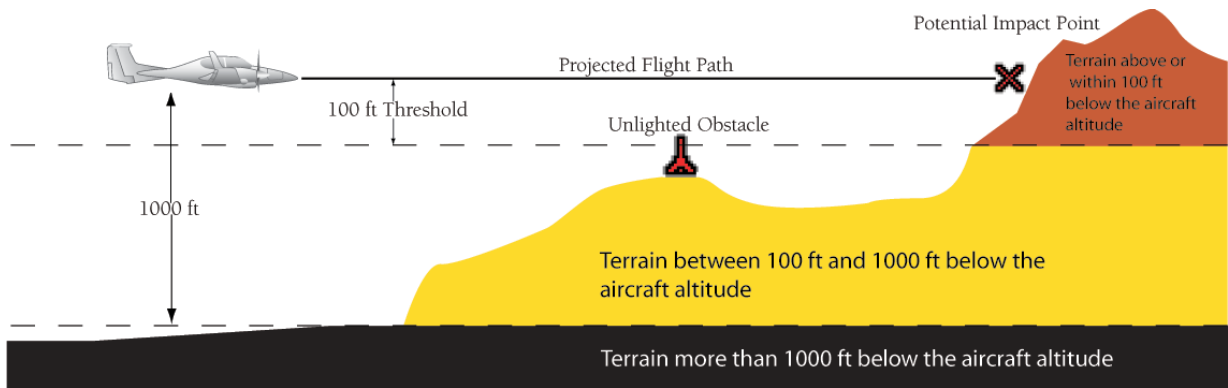 Potential Impact Point
Projected Flight Path
Terrain above or
within 100 ft
below the aircraft
altitude
100 ft Threshold
Unlighted Obstacle
1000 ft
Terrain between 100 ft and 1000 ft below the
aircraft altitude
Terrain more than 1000 ft below the aircraft altitude